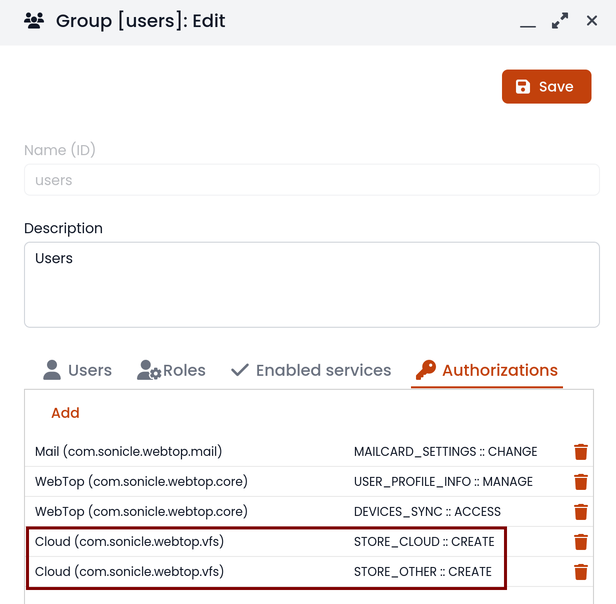 Group [users]: Edit
Save
Name (ID)
users
Description
Users
Users Roles Enabled services Authorizations
Add
Mail (com.sonicle.webtop.mail) MAILCARD_SETTINGS :: CHANGE
WebTop (com.sonicle.webtop.core) USER_PROFILE_INFO :: MANAGE
WebTop (com.sonicle.webtop.core) DEVICES_SYNC :: ACCESS
Cloud (com.sonicle.webtop.vfs) STORE_CLOUD :: CREATE
Cloud (com.sonicle.webtop.vfs) STORE_OTHER :: CREATE